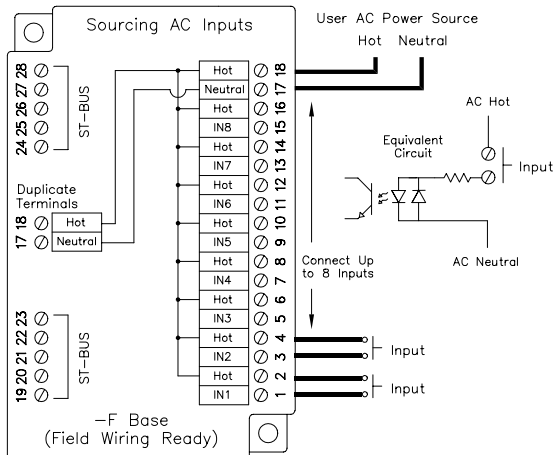 Sourcing AC Inputs
User AC Power Source
Hot Neutral
28
27
26
25
24
ST-BUS
Duplicate
Terminals
18 Hot
17 Neutral
23
22
21
20
19
ST-BUS
Hot 18
Neutral 17
Hot 16
IN8 15
Hot 14
IN7 13
Hot 12
IN6 11
Hot 10
IN5 9
Hot 8
IN4 7
Hot 6
IN3 5
Hot 4
IN2 3
Hot 2
IN1 1
Connect Up
to 8 Inputs
Input
Input
AC Hot
Equivalent
Circuit
Input
AC Neutral
-F Base
(Field Wiring Ready)